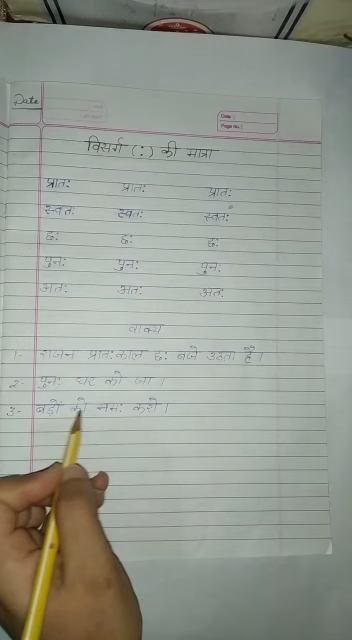 Date
Date :
Page No :
विसर्ग (:) की मात्रा
प्रातः प्रातः प्रातः
स्वतः स्वतः स्वतः
छः छः छः
पुनः पुनः पुनः
अतः अतः अतः
वाक्य
1- राजन प्रातःकाल छः बजे उठता है।
2- पुनः घर को जा।
3- बड़ों को नमः करो।